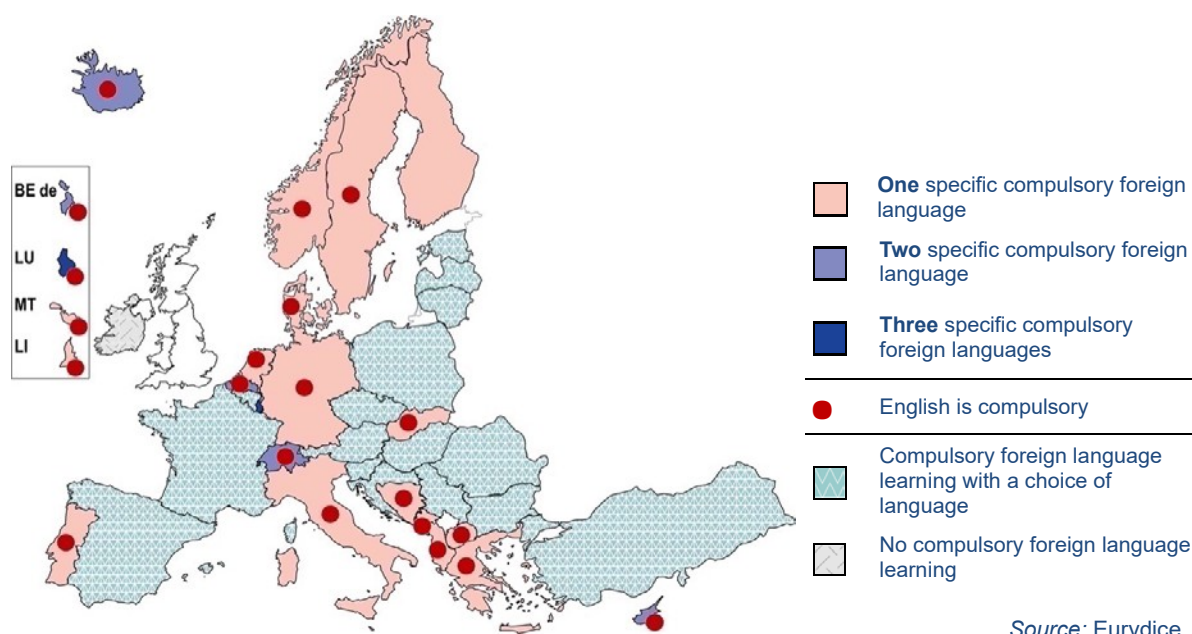 BE de
LU
MT
LI
One specific compulsory foreign
language
Two specific compulsory foreign
language
Three specific compulsory
foreign languages
English is compulsory
Compulsory foreign language
learning with a choice of
language
No compulsory foreign language
learning
Source: Eurydice